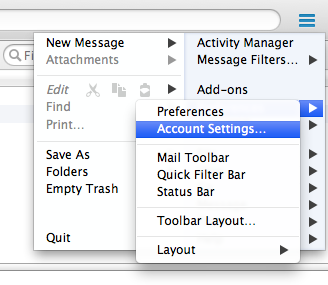 Fi
New Message
Attachments
Edit
Find
Print...
Save As
Folders
Empty Trash
Quit
Activity Manager
Message Filters...
Add-ons
Preferences
Account Settings...
Mail Toolbar
Quick Filter Bar
Status Bar
Toolbar Layout...
Layout